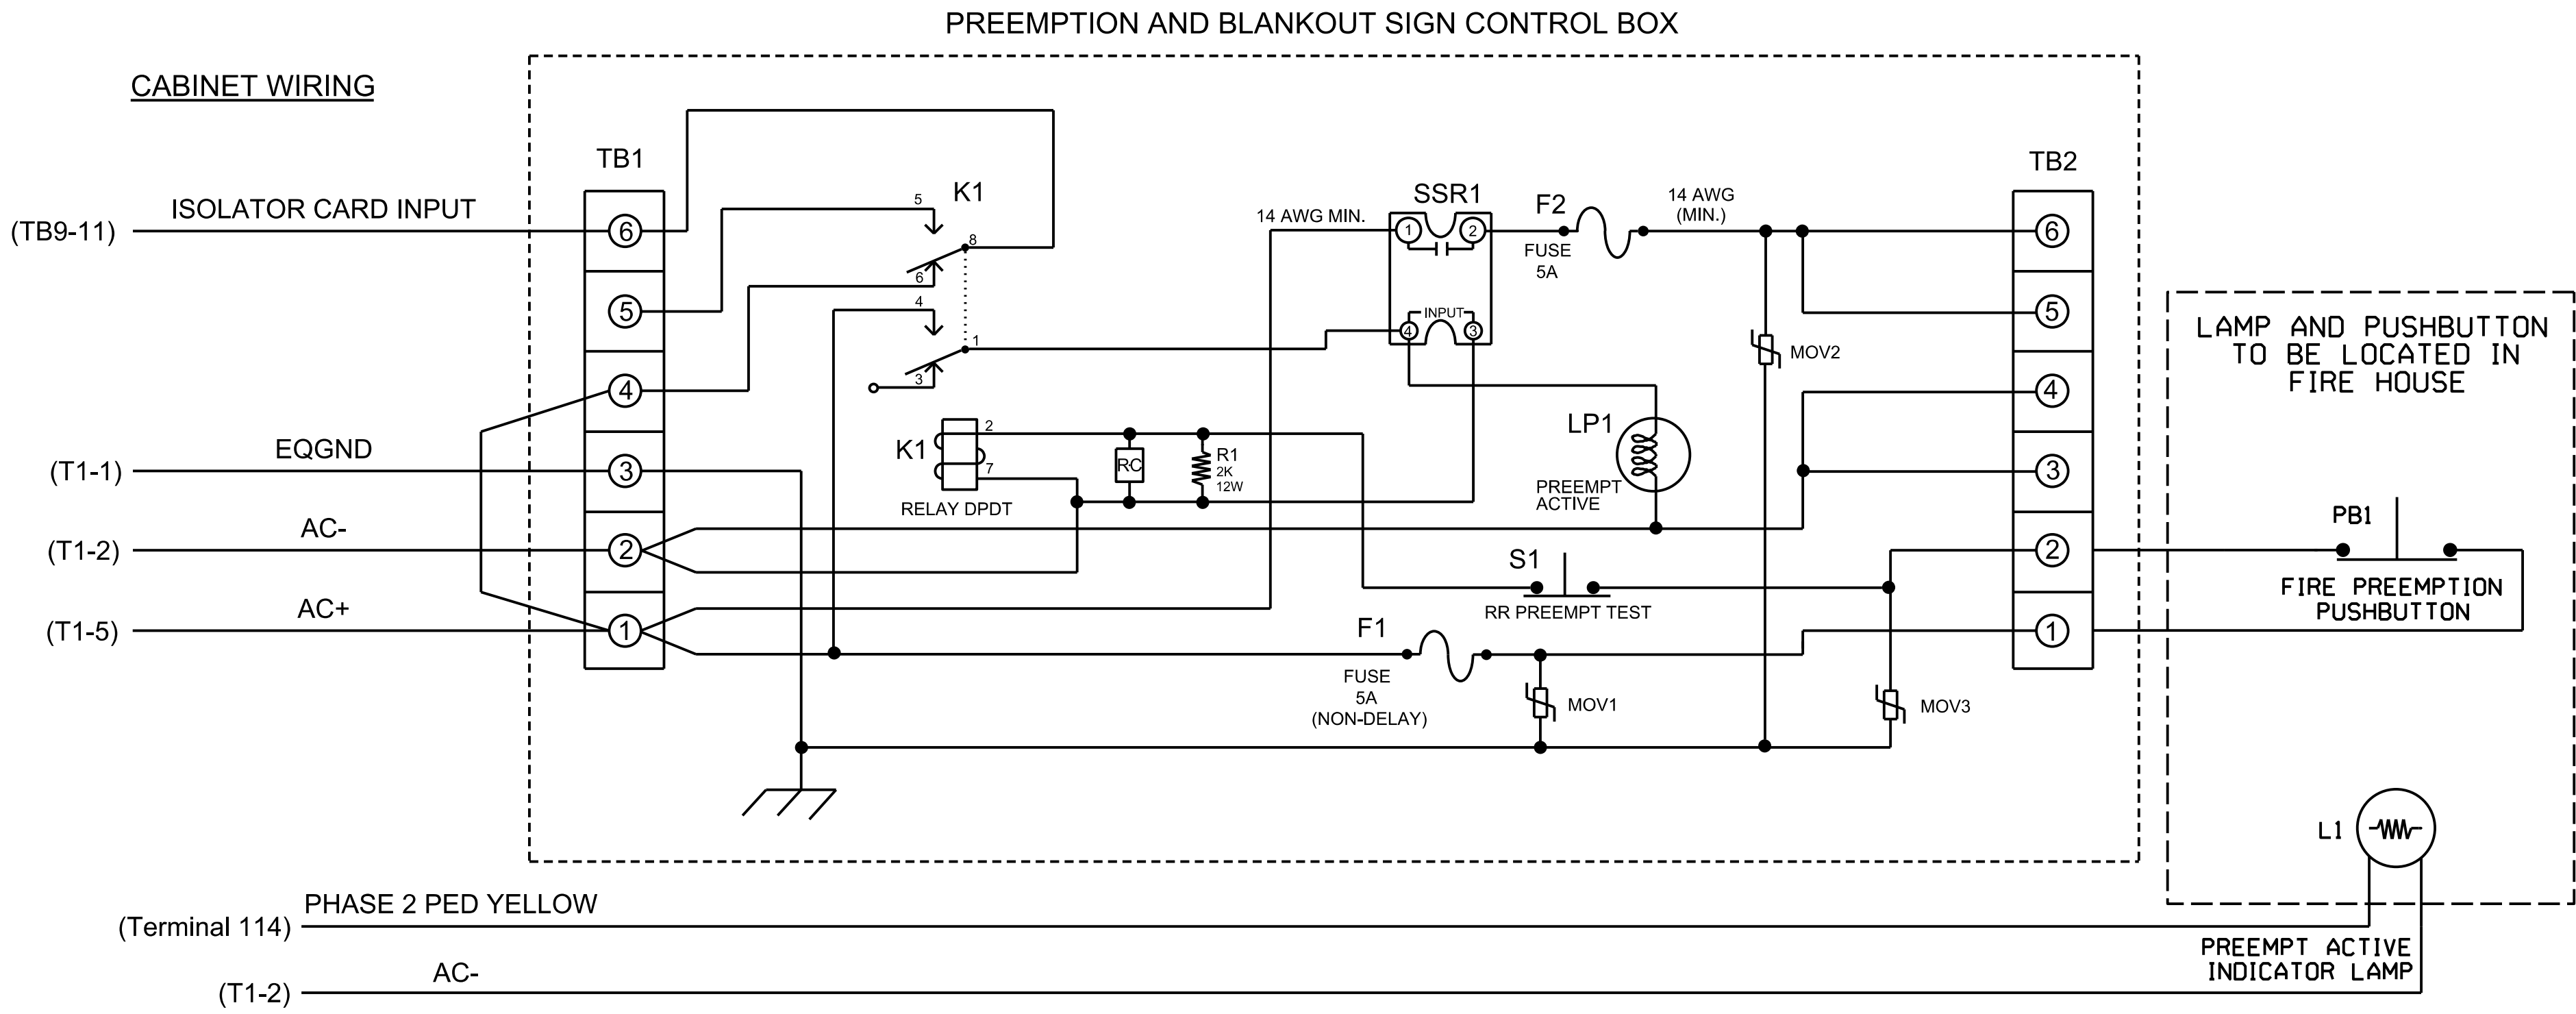 PREEMPTION AND BLANKOUT SIGN CONTROL BOX
CABINET WIRING
TB1
TB2
(TB9-11)
ISOLATOR CARD INPUT
6
5
4
3
2
1
(T1-1)
EQGND
(T1-2)
AC-
(T1-5)
AC+
K1
5
8
6
4
1
3
K1
2
7
RELAY DPDT
RC
R1
2K
12W
14 AWG MIN.
SSR1
1
2
INPUT
4
3
F2
FUSE
5A
14 AWG
(MIN.)
MOV2
LP1
PREEMPT
ACTIVE
S1
RR PREEMPT TEST
F1
FUSE
5A
(NON-DELAY)
MOV1
MOV3
6
5
4
3
2
1
LAMP AND PUSHBUTTON
TO BE LOCATED IN
FIRE HOUSE
PB1
FIRE PREEMPTION
PUSHBUTTON
L1
(Terminal 114)
PHASE 2 PED YELLOW
PREEMPT ACTIVE
INDICATOR LAMP
(T1-2)
AC-